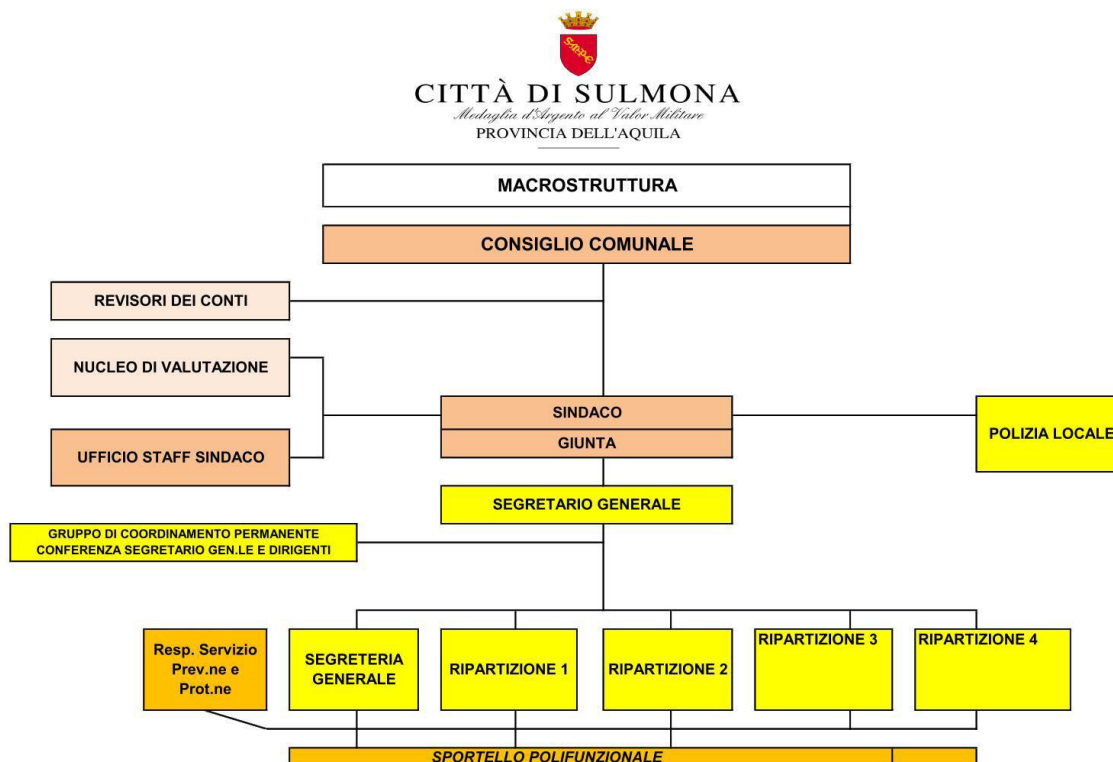 SMPE
CITTÀ DI SULMONA
Medaglia d'Argento al Valor Militare
PROVINCIA DELL'AQUILA
MACROSTRUTTURA
CONSIGLIO COMUNALE
REVISORI DEI CONTI
NUCLEO DI VALUTAZIONE
SINDACO
GIUNTA
POLIZIA LOCALE
UFFICIO STAFF SINDACO
SEGRETARIO GENERALE
GRUPPO DI COORDINAMENTO PERMANENTE
CONFERENZA SEGRETARIO GEN.LE E DIRIGENTI
Resp. Servizio
Prev.ne e
Prot.ne
SEGRETERIA
GENERALE
RIPARTIZIONE 1
RIPARTIZIONE 2
RIPARTIZIONE 3
RIPARTIZIONE 4
SPORTELLO POLIFUNZIONALE